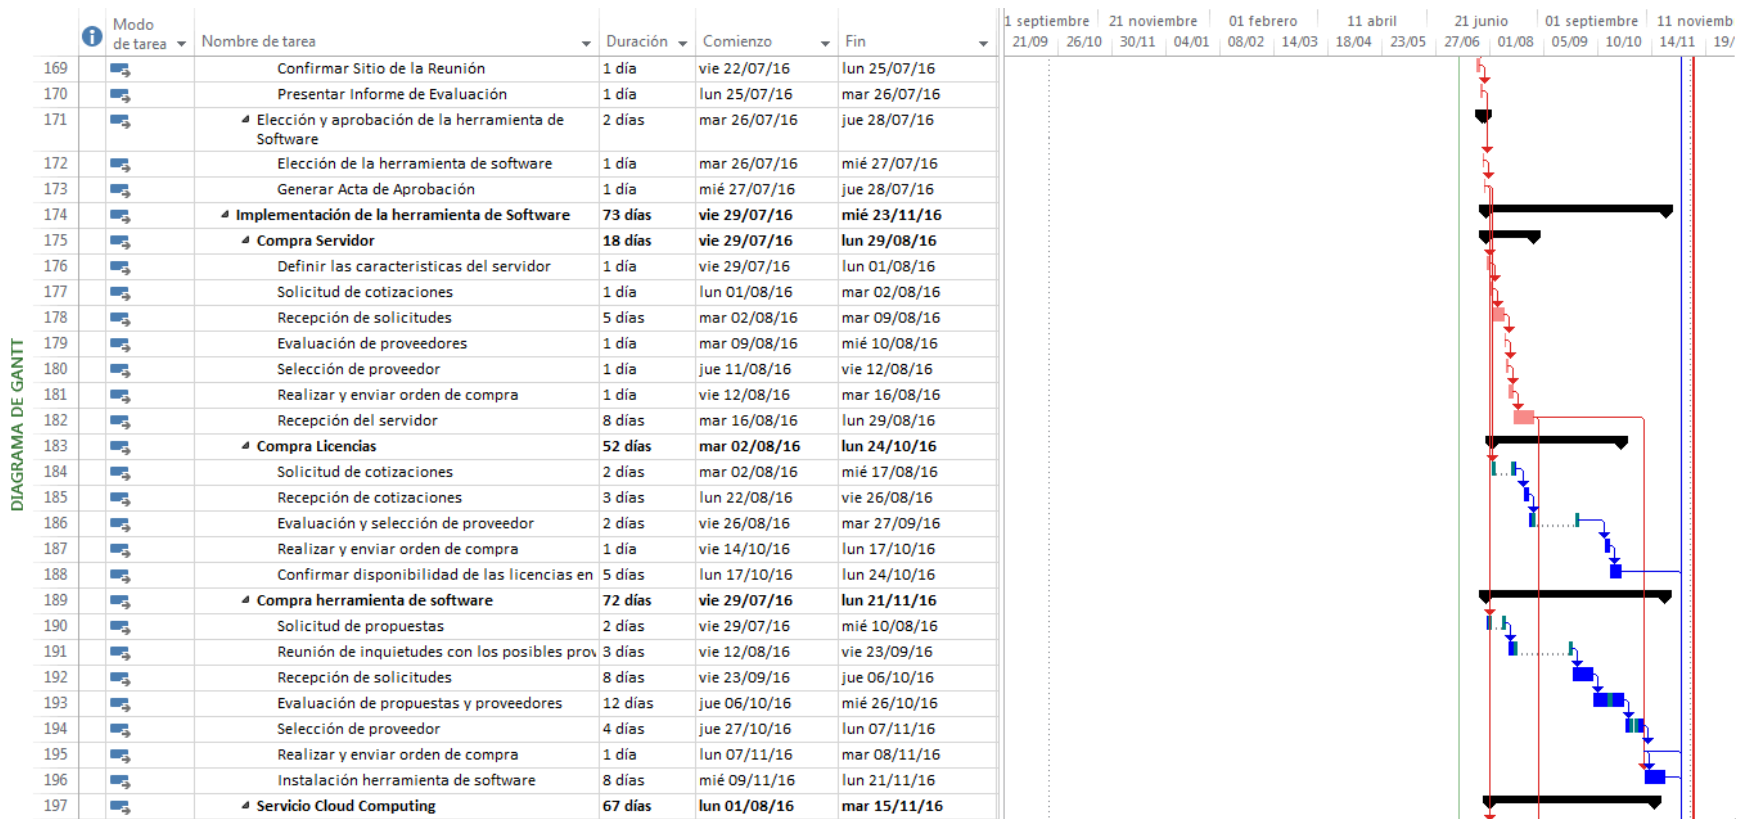 Modo de tarea Nombre de tarea Duración Comienzo Fin
1 septiembre 21 noviembre 01 febrero 11 abril 21 junio 01 septiembre 11 noviemb
21/09 26/10 30/11 04/01 08/02 14/03 18/04 23/05 27/06 01/08 05/09 10/10 14/11 19/
DIAGRAMA DE GANTT
169 Confirmar Sitio de la Reunión 1 día vie 22/07/16 lun 25/07/16
170 Presentar Informe de Evaluación 1 día lun 25/07/16 mar 26/07/16
171 Elección y aprobación de la herramienta de 2 días mar 26/07/16 jue 28/07/16
Software
172 Elección de la herramienta de software 1 día mar 26/07/16 mié 27/07/16
173 Generar Acta de Aprobación 1 día mié 27/07/16 jue 28/07/16
174 Implementación de la herramienta de Software 73 días vie 29/07/16 mié 23/11/16
175 Compra Servidor 18 días vie 29/07/16 lun 29/08/16
176 Definir las caracteristicas del servidor 1 día vie 29/07/16 lun 01/08/16
177 Solicitud de cotizaciones 1 día lun 01/08/16 mar 02/08/16
178 Recepción de solicitudes 5 días mar 02/08/16 mar 09/08/16
179 Evaluación de proveedores 1 día mar 09/08/16 mié 10/08/16
180 Selección de proveedor 1 día jue 11/08/16 vie 12/08/16
181 Realizar y enviar orden de compra 1 día vie 12/08/16 mar 16/08/16
182 Recepción del servidor 8 días mar 16/08/16 lun 29/08/16
183 Compra Licencias 52 días mar 02/08/16 lun 24/10/16
184 Solicitud de cotizaciones 2 días mar 02/08/16 mié 17/08/16
185 Recepción de cotizaciones 3 días lun 22/08/16 vie 26/08/16
186 Evaluación y selección de proveedor 2 días vie 26/08/16 mar 27/09/16
187 Realizar y enviar orden de compra 1 día vie 14/10/16 lun 17/10/16
188 Confirmar disponibilidad de las licencias en 5 días lun 17/10/16 lun 24/10/16
189 Compra herramienta de software 72 días vie 29/07/16 lun 21/11/16
190 Solicitud de propuestas 2 días vie 29/07/16 mié 10/08/16
191 Reunión de inquietudes con los posibles prov 3 días vie 12/08/16 vie 23/09/16
192 Recepción de solicitudes 8 días vie 23/09/16 jue 06/10/16
193 Evaluación de propuestas y proveedores 12 días jue 06/10/16 mié 26/10/16
194 Selección de proveedor 4 días jue 27/10/16 lun 07/11/16
195 Realizar y enviar orden de compra 1 día lun 07/11/16 mar 08/11/16
196 Instalación herramienta de software 8 días mié 09/11/16 lun 21/11/16
197 Servicio Cloud Computing 67 días lun 01/08/16 mar 15/11/16